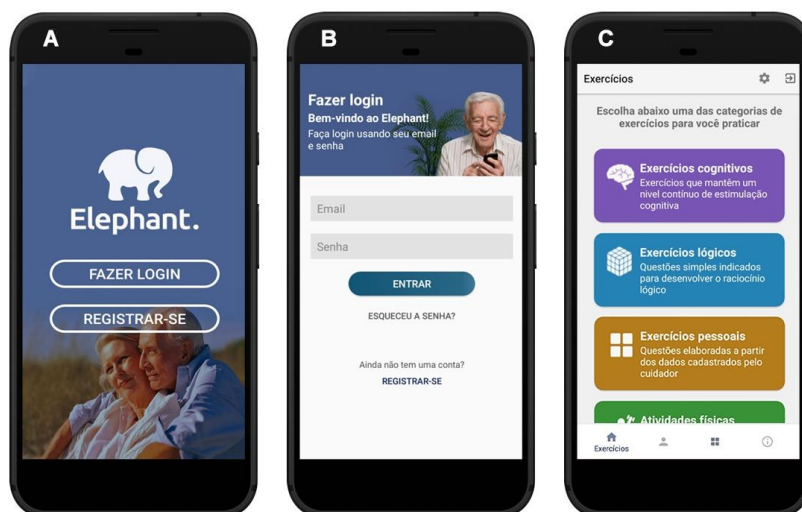 A
Elephant.
FAZER LOGIN
REGISTRAR-SE
B
Fazer login
Bem-vindo ao Elephant!
Faça login usando seu email
e senha
Email
Senha
ENTRAR
ESQUECEU A SENHA?
Ainda não tem uma conta?
REGISTRAR-SE
C
Exercícios
Escolha abaixo uma das categorias de
exercícios para você praticar
Exercícios cognitivos
Exercícios que mantêm um
nivel contínuo de estimulação
cognitiva
Exercícios lógicos
Questões simples indicados
para desenvolver o raciocínio
lógico
Exercícios pessoais
Questões elaboradas a partir
dos dados cadastrados pelo
cuidador
Atividades físicas
Exercícios